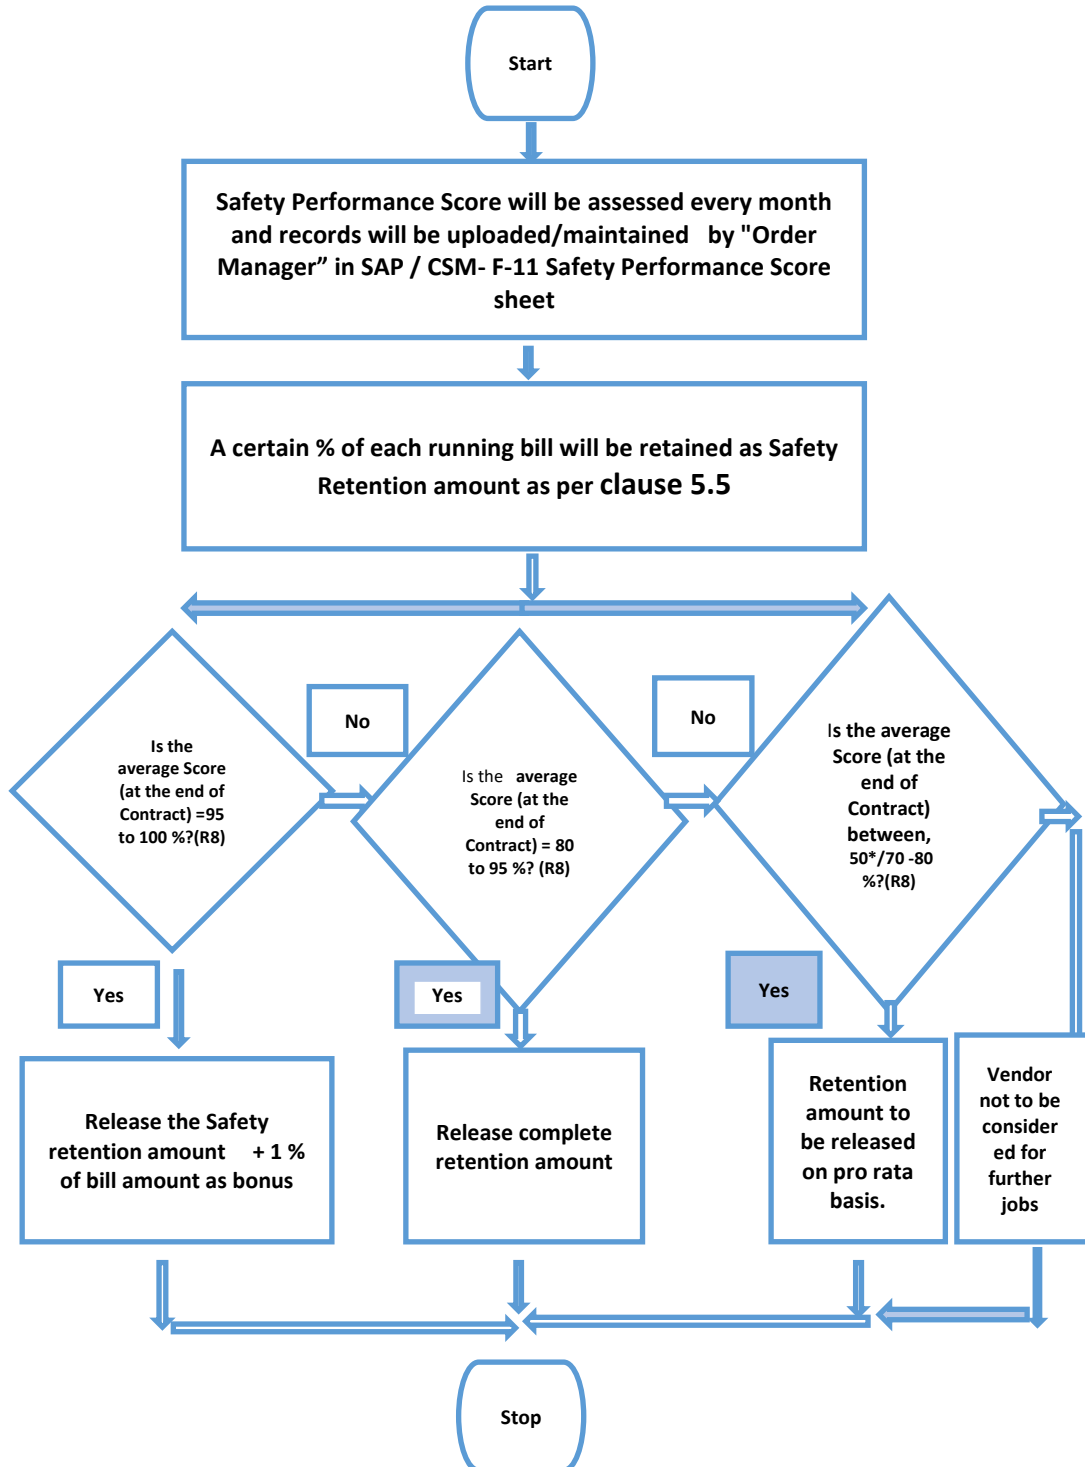 Start
Safety Performance Score will be assessed every month
and records will be uploaded/maintained by "Order
Manager” in SAP / CSM- F-11 Safety Performance Score
sheet
A certain % of each running bill will be retained as Safety
Retention amount as per clause 5.5
Is the
average Score
(at the end of
Contract) =95
to 100 %?(R8)
No
Is the average
Score (at the
end of
Contract) = 80
to 95 %? (R8)
No
Is the average
Score (at the
end of
Contract)
between,
50*/70 -80
%?(R8)
Yes
Yes
Yes
Release the Safety
retention amount + 1 %
of bill amount as bonus
Release complete
retention amount
Retention
amount to
be released
on pro rata
basis.
Vendor
not to be
consider
ed for
further
jobs
Stop